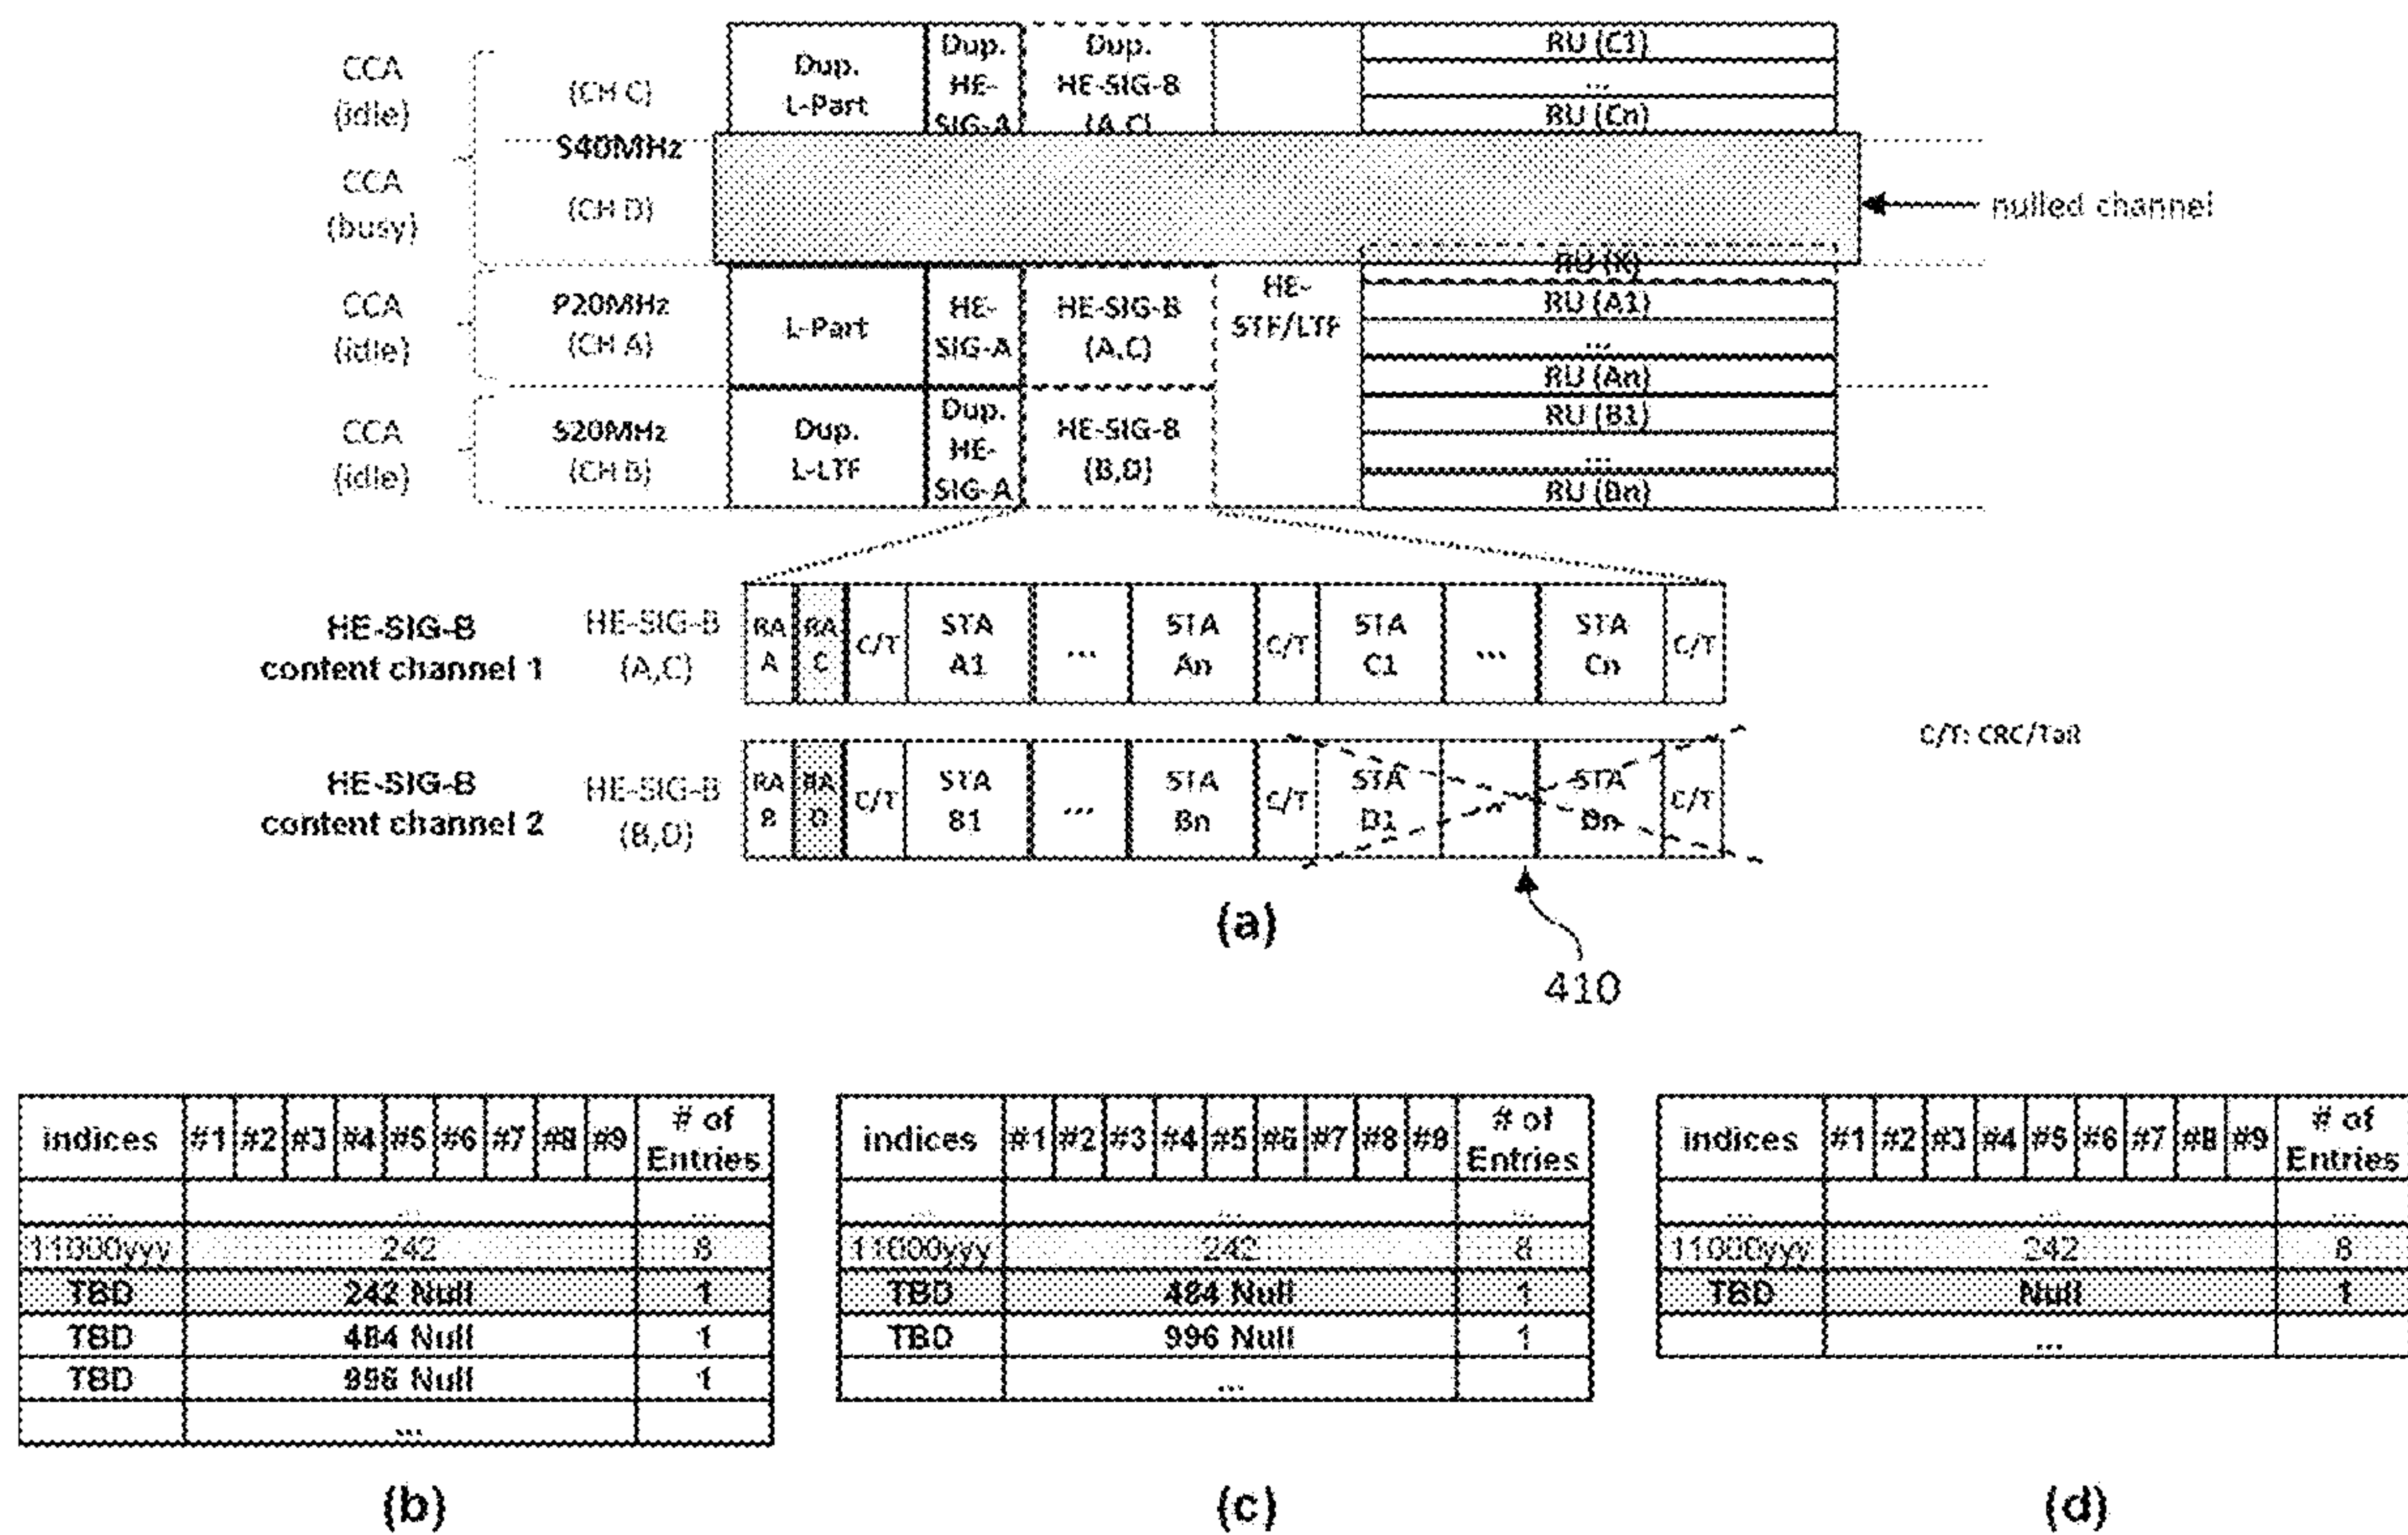 CCA
(idle)
(CH C)
S40MHz
CCA
(busy)
(CH D)
CCA
(idle)
P20MHz
(CH A)
CCA
(idle)
S20MHz
(CH B)
Dup.
L-Part
Dup.
HE-
SIG-A
Dup.
HE-SIG-B
(A,C)
RU (C1)
...
RU (Cn)
nulled channel
L-Part
HE-
SIG-A
HE-SIG-B
(A,C)
HE-
STF/LTF
RU (X)
RU (A1)
...
RU (An)
Dup.
L-LTF
Dup.
HE-
SIG-A
HE-SIG-B
(B,D)
RU (B1)
...
RU (Bn)
HE-SIG-B
content channel 1
HE-SIG-B
(A,C)
RA
A
RA
C
C/T
STA
A1
...
STA
An
C/T
STA
C1
...
STA
Cn
C/T
C/T: CRC/Tail
HE-SIG-B
content channel 2
HE-SIG-B
(B,D)
RA
B
RA
D
C/T
STA
B1
...
STA
Bn
C/T
STA
D1
STA
Dn
C/T
(a)
410
indices #1 #2 #3 #4 #5 #6 #7 #8 #9 # of Entries
... ... ...
11000yyy 242 8
TBD 242 Null 1
TBD 484 Null 1
TBD 996 Null 1
...
(b)
indices #1 #2 #3 #4 #5 #6 #7 #8 #9 # of Entries
... ... ...
11000yyy 242 8
TBD 484 Null 1
TBD 996 Null 1
...
(c)
indices #1 #2 #3 #4 #5 #6 #7 #8 #9 # of Entries
... ... ...
11000yyy 242 8
TBD Null 1
...
(d)